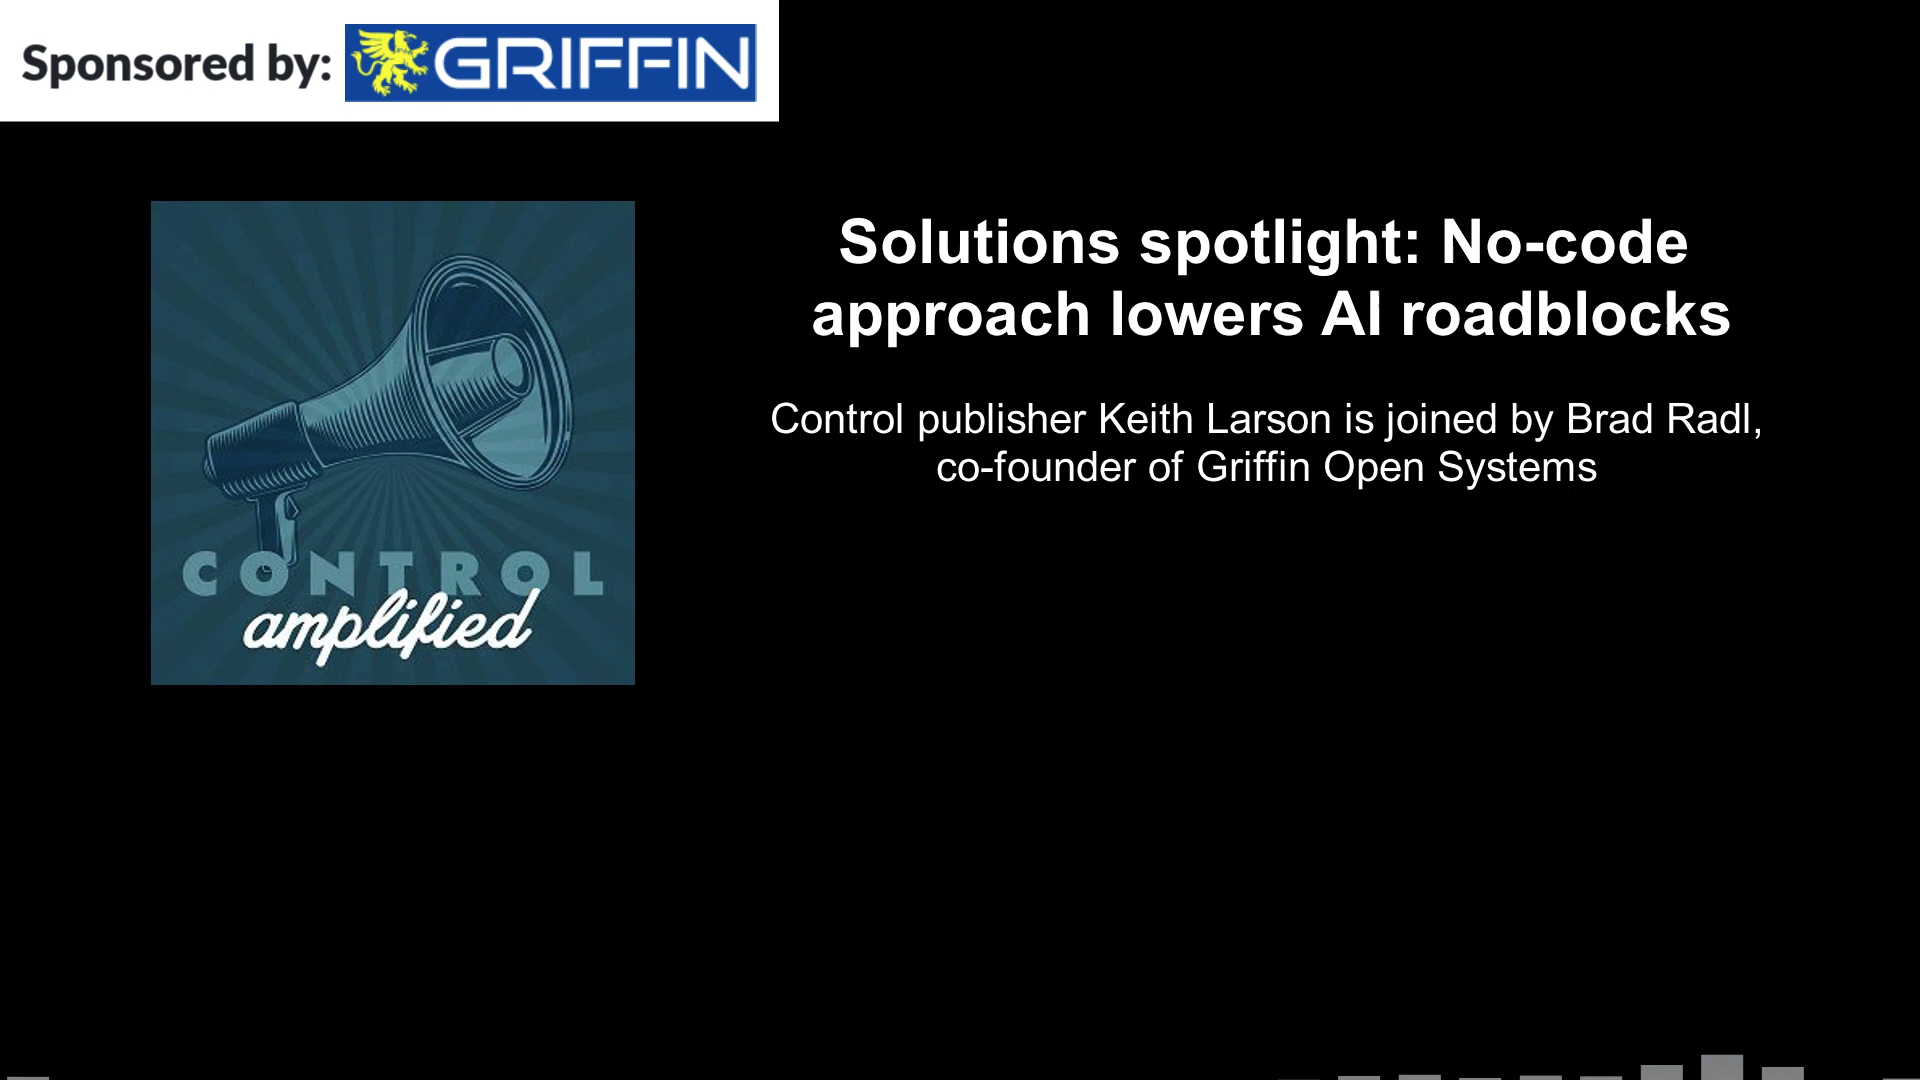 Sponsored by: GRIFFIN
Solutions spotlight: No-code
approach lowers AI roadblocks
Control publisher Keith Larson is joined by Brad Radl,
co-founder of Griffin Open Systems
CONTROL
amplified